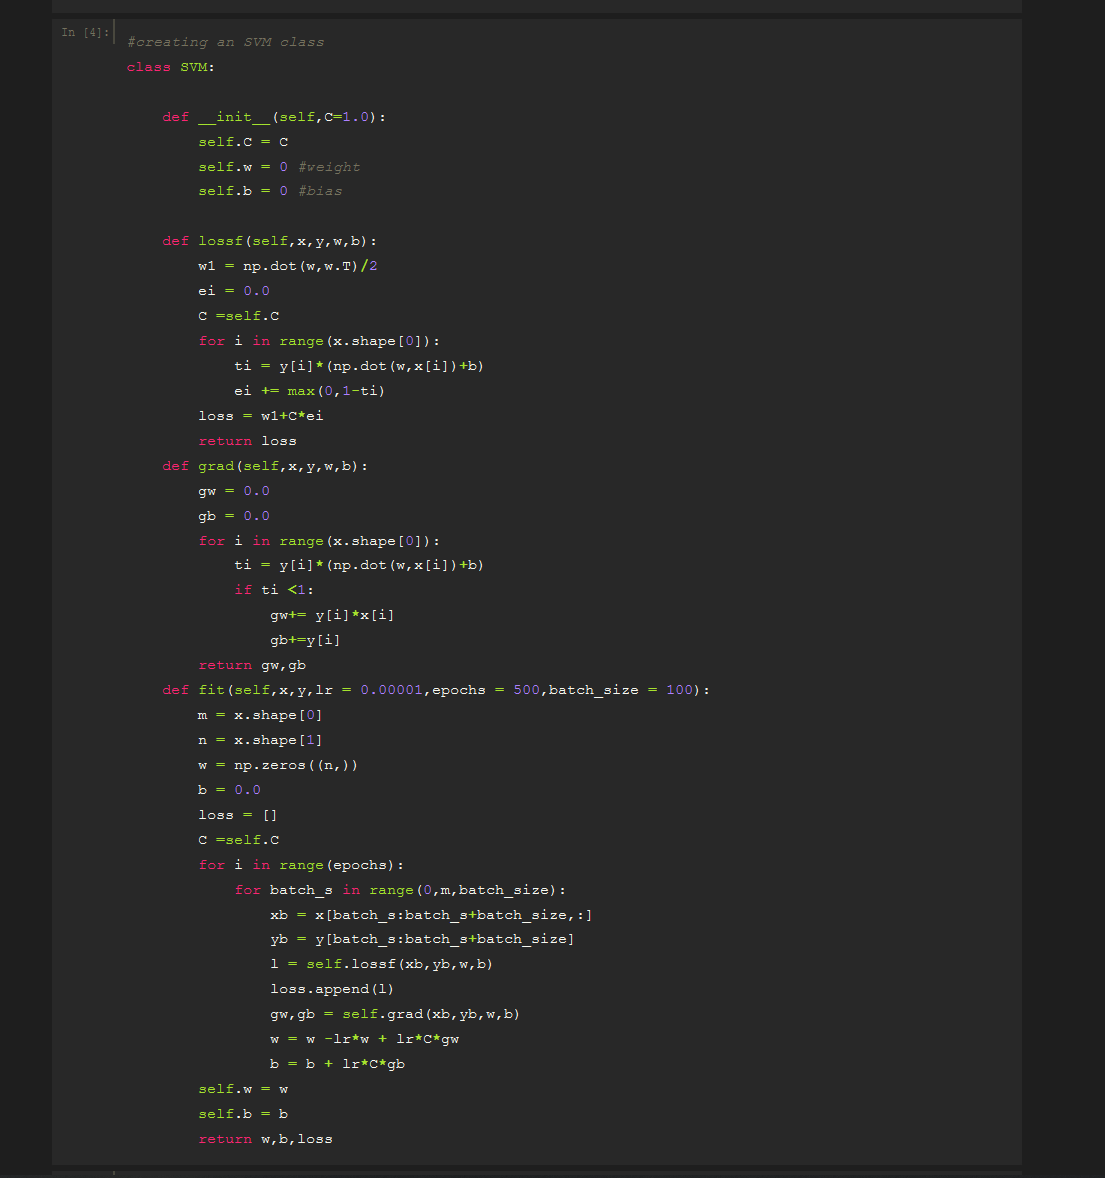 In [4]:
#creating an SVM class
class SVM:
def __init__(self,C=1.0):
self.C = C
self.w = 0 #weight
self.b = 0 #bias
def lossf(self,x,y,w,b):
w1 = np.dot(w,w.T)/2
ei = 0.0
C =self.C
for i in range(x.shape[0]):
ti = y[i]*(np.dot(w,x[i])+b)
ei += max(0,1-ti)
loss = w1+C*ei
return loss
def grad(self,x,y,w,b):
gw = 0.0
gb = 0.0
for i in range(x.shape[0]):
ti = y[i]*(np.dot(w,x[i])+b)
if ti <1:
gw+= y[i]*x[i]
gb+=y[i]
return gw,gb
def fit(self,x,y,lr = 0.00001,epochs = 500,batch_size = 100):
m = x.shape[0]
n = x.shape[1]
w = np.zeros((n,))
b = 0.0
loss = []
C =self.C
for i in range(epochs):
for batch_s in range(0,m,batch_size):
xb = x[batch_s:batch_s+batch_size,:]
yb = y[batch_s:batch_s+batch_size]
l = self.lossf(xb,yb,w,b)
loss.append(l)
gw,gb = self.grad(xb,yb,w,b)
w = w -lr*w + lr*C*gw
b = b + lr*C*gb
self.w = w
self.b = b
return w,b,loss